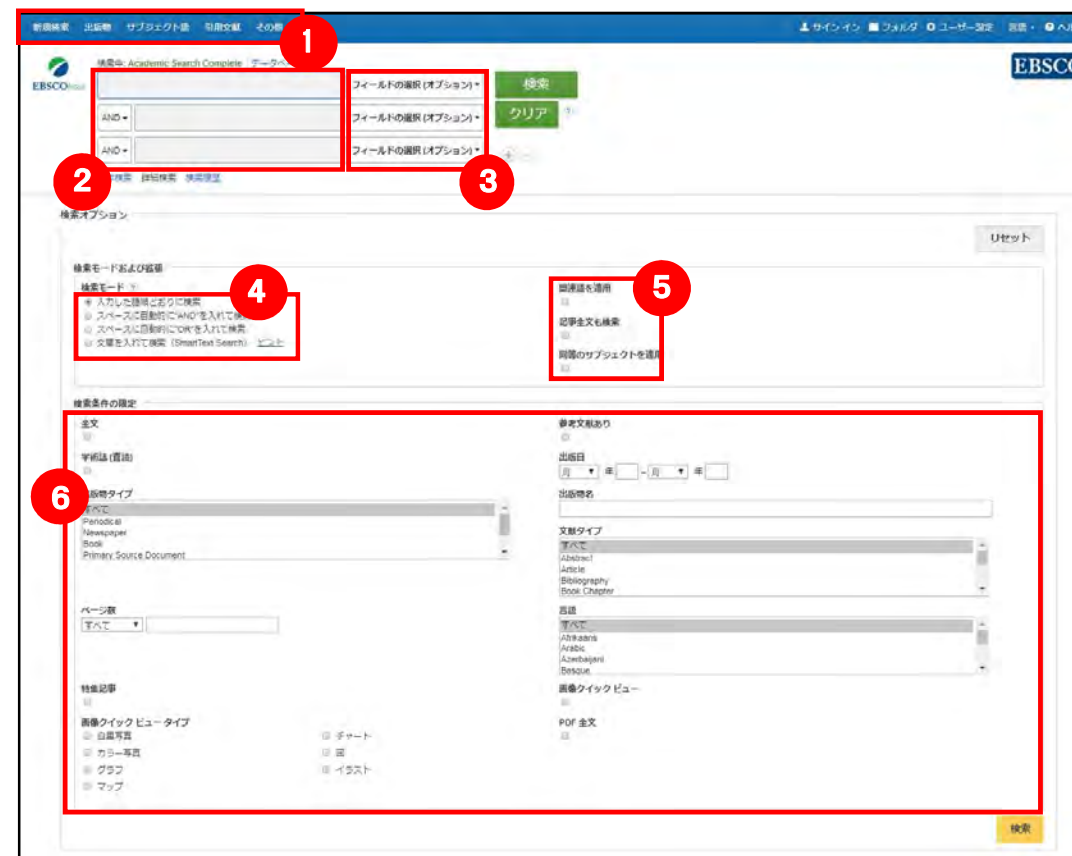 新規検索 出版物 サブジェクト語 引用文献 その他 サインイン フォルダ ユーザー設定 言語 ヘル
1
検索中: Academic Search Complete データベ
EBSCO
EBSCO
フィールドの選択 (オプション) 検索
AND フィールドの選択 (オプション) クリア ?
AND フィールドの選択 (オプション) + -
2
3
検索 詳細検索 検索履歴
検索オプション
リセット
検索モードおよび拡張
検索モード ?
4
入力した語順どおりに検索
スペースに自動的に"AND"を入れて検
スペースに自動的に"OR"を入れて検索
文章を入れて検索 (SmartText Search) ヒント
関連語を適用
5
記事全文も検索
同等のサブジェクトを適用
検索条件の限定
全文
参考文献あり
学術誌 (査読)
出版日
月 年 - 月 年
6
出版物タイプ
すべて
Periodical
Newspaper
Book
Primary Source Document
出版物名
文献タイプ
すべて
Abstract
Article
Bibliography
Book Chapter
ページ数
すべて
言語
すべて
Afrikaans
Arabic
Azerbaijani
Basque
特集記事
画像クイック ビュー
画像クイック ビュー タイプ
PDF 全文
白黒写真 チャート
カラー写真 図
グラフ イラスト
マップ
検索